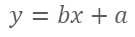 y = bx + a